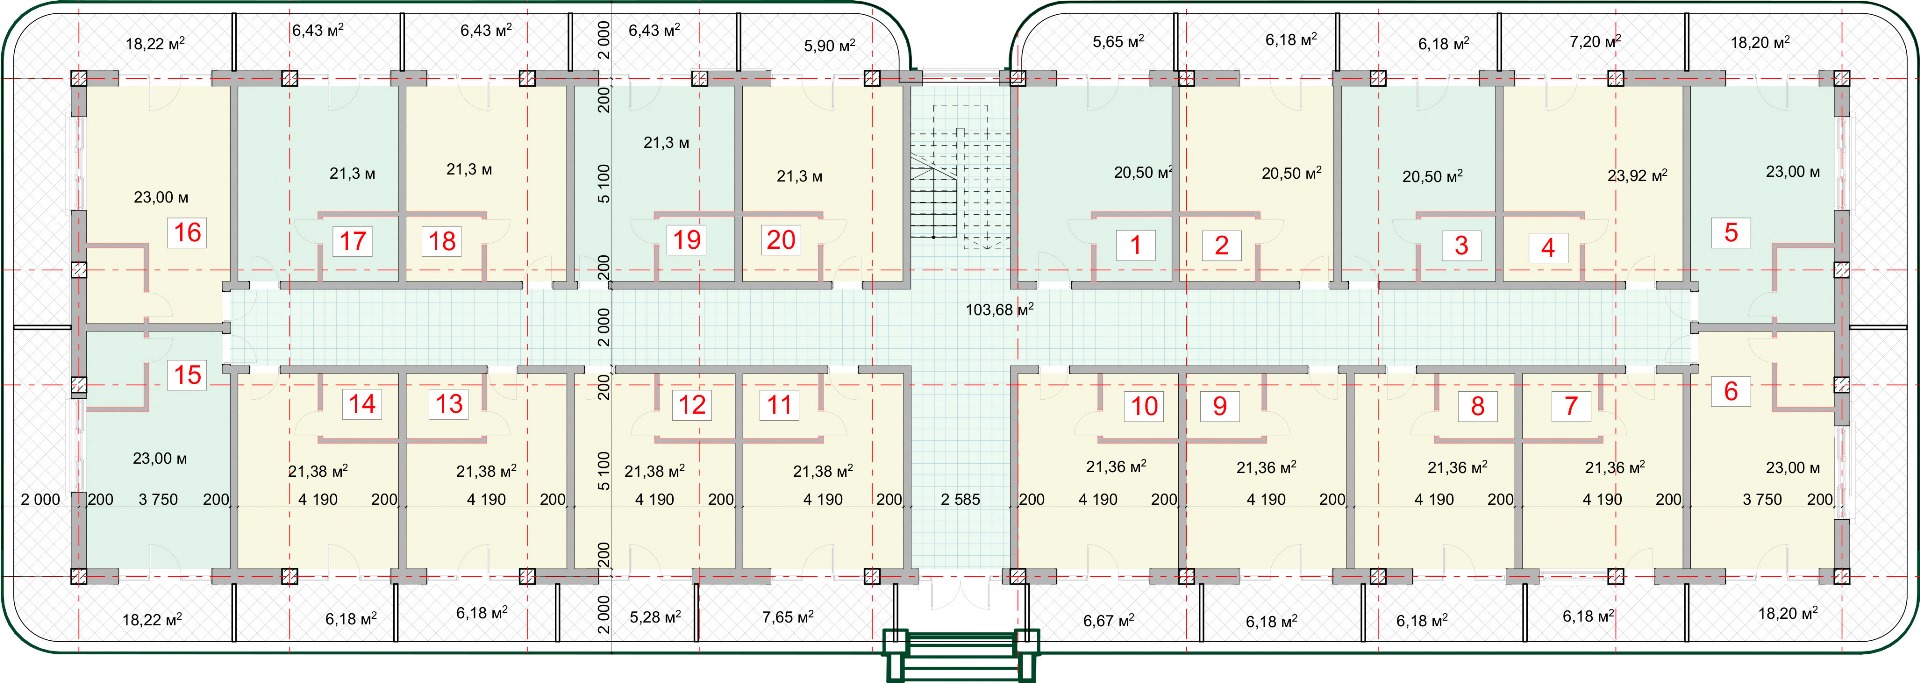 18,22 м²
6,43 м²
6,43 м²
2 000
6,43 м²
5,90 м²
5,65 м²
6,18 м²
6,18 м²
7,20 м²
18,20 м²
200
21,3 м
21,3 м
5 100
21,3 м
21,3 м
20,50 м²
20,50 м²
20,50 м²
23,92 м²
23,00 м
23,00 м
16
17
18
19
20
1
2
3
4
5
200
2 000
103,68 м²
200
15
14
13
12
11
10
9
8
7
6
23,00 м
21,38 м²
21,38 м²
5 100
21,38 м²
21,38 м²
21,36 м²
21,36 м²
21,36 м²
21,36 м²
23,00 м
2 000
200
3 750
200
4 190
200
4 190
200
4 190
200
4 190
200
2 585
200
4 190
200
4 190
200
4 190
200
4 190
200
3 750
200
200
18,22 м²
6,18 м²
6,18 м²
2 000
5,28 м²
7,65 м²
6,67 м²
6,18 м²
6,18 м²
6,18 м²
18,20 м²